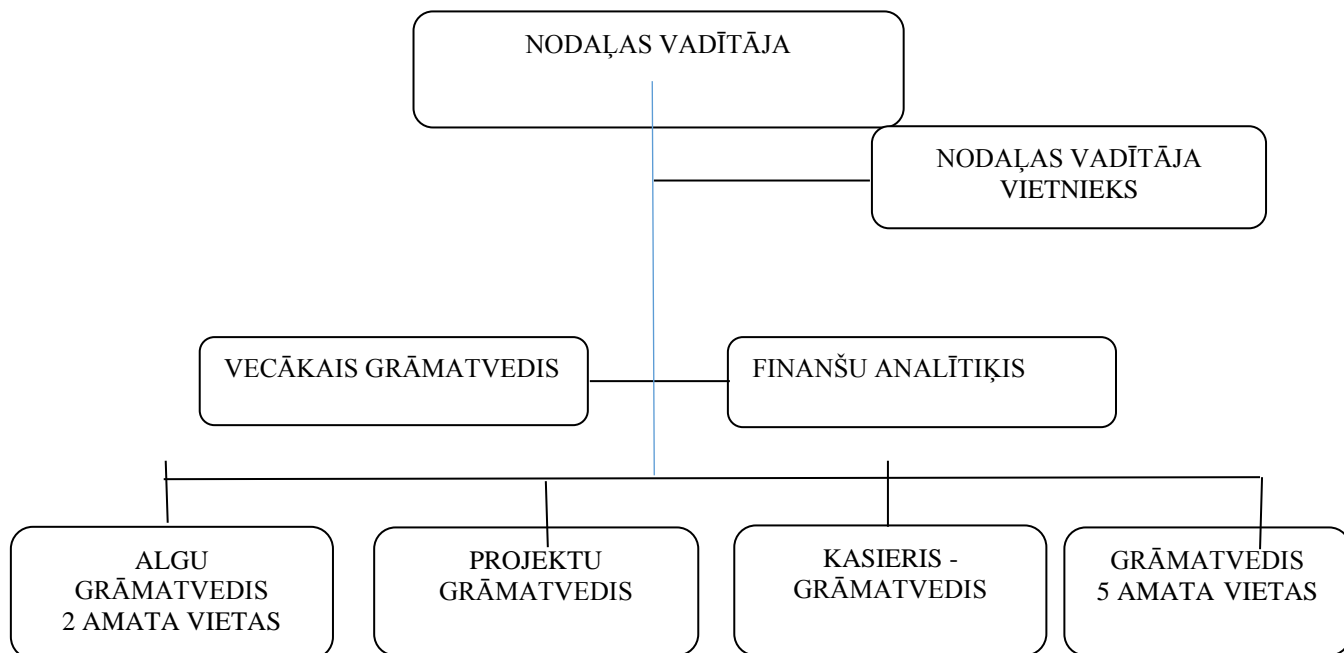 NODAĻAS VADĪTĀJA
NODAĻAS VADĪTĀJA
VIETNIEKS
VECĀKAIS GRĀMATVEDIS
FINANŠU ANALĪTIĶIS
ALGU
GRĀMATVEDIS
2 AMATA VIETAS
PROJEKTU
GRĀMATVEDIS
KASIERIS -
GRĀMATVEDIS
GRĀMATVEDIS
5 AMATA VIETAS